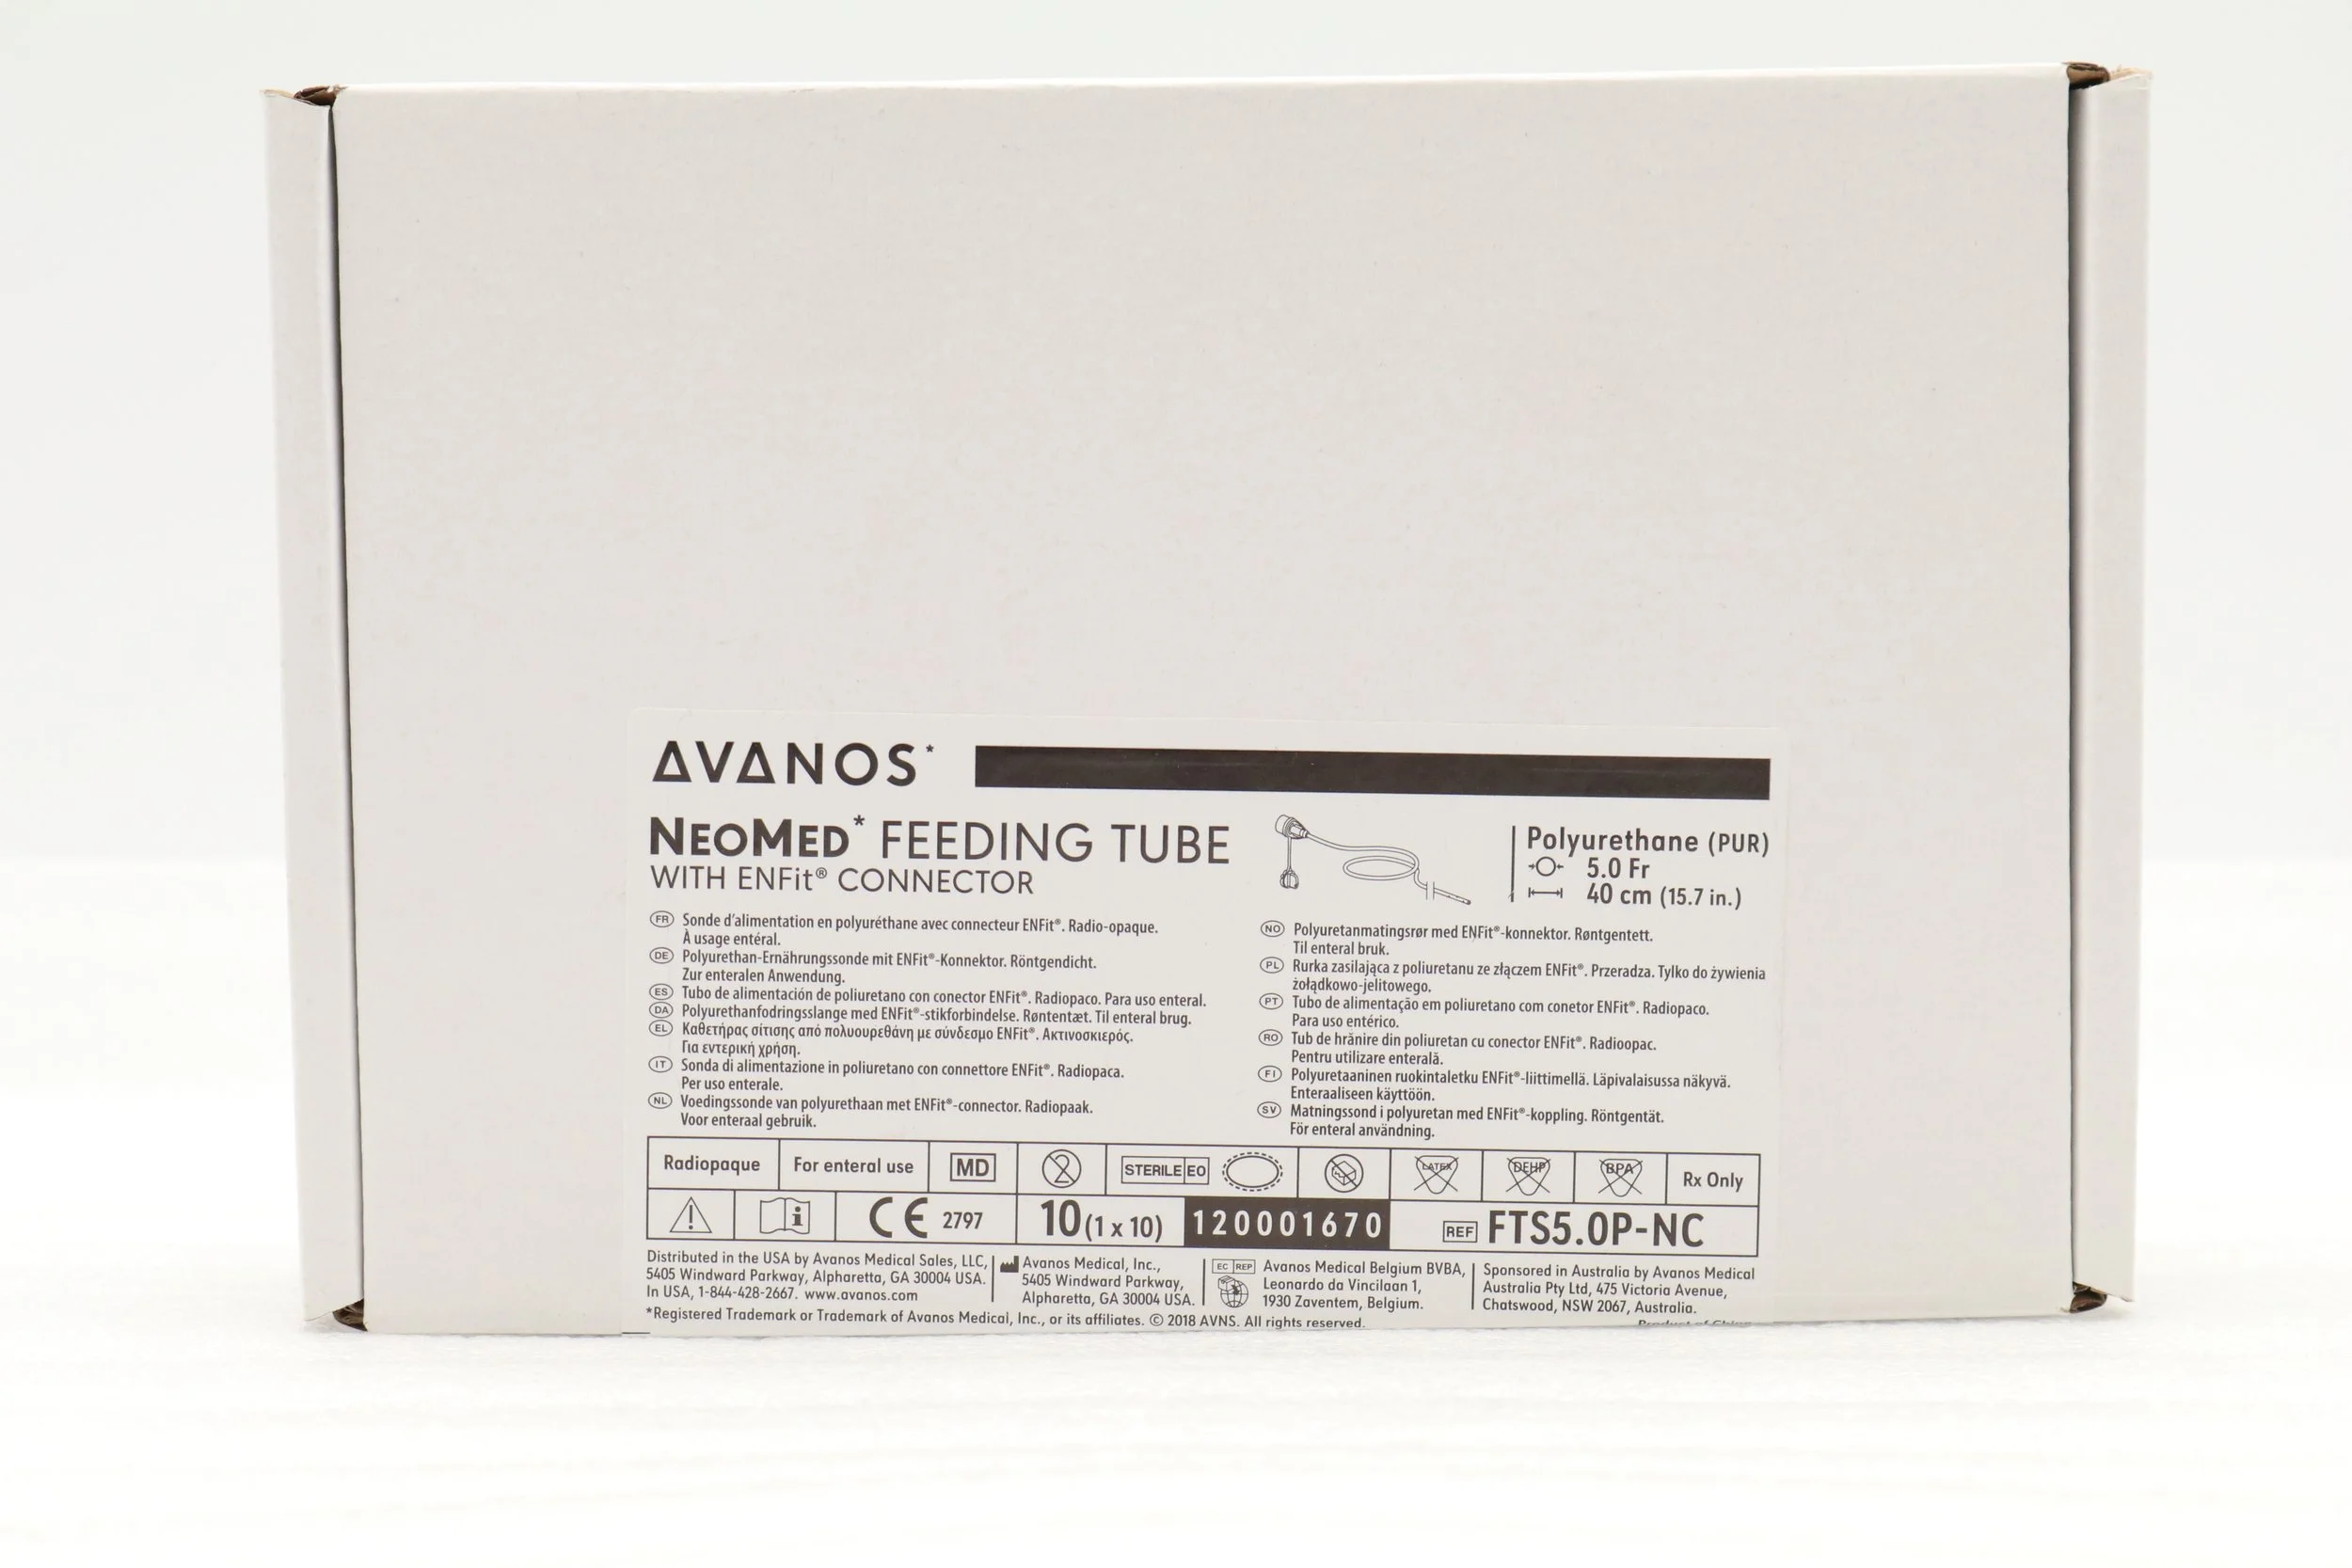 AVANOS*
NEOMED* FEEDING TUBE
WITH ENFit® CONNECTOR
Polyurethane (PUR)
5.0 Fr
40 cm (15.7 in.)
FR Sonde d'alimentation en polyuréthane avec connecteur ENFit®. Radio-opaque.
À usage entéral.
DE Polyurethan-Ernährungssonde mit ENFit®-Konnektor. Röntgendicht.
Zur enteralen Anwendung.
ES Tubo de alimentación de poliuretano con conector ENFit®. Radiopaco. Para uso enteral.
DA Polyurethanfodringsslange med ENFit®-stikforbindelse. Røntentæt. Til enteral brug.
EL Καθετήρας σίτισης από πολυουρεθάνη με σύνδεσμο ENFit®. Ακτινοσκιερός.
Για εντερική χρήση.
IT Sonda di alimentazione in poliuretano con connettore ENFit®. Radiopaca.
Per uso enterale.
NL Voedingssonde van polyurethaan met ENFit®-connector. Radiopaak.
Voor enteraal gebruik.
NO Polyuretanmatingsrør med ENFit®-konnektor. Røntgentett.
Til enteral bruk.
PL Rurka zasilająca z poliuretanu ze złączem ENFit®. Przeradza. Tylko do żywienia
żołądkowo-jelitowego.
PT Tubo de alimentação em poliuretano com conetor ENFit®. Radiopaco.
Para uso entérico.
RO Tub de hrănire din poliuretan cu conector ENFit®. Radioopac.
Pentru utilizare enterală.
FI Polyuretaaninen ruokintaletku ENFit®-liittimellä. Läpivalaisussa näkyvä.
Enteraaliseen käyttöön.
SV Matningssond i polyuretan med ENFit®-koppling. Röntgentät.
För enteral användning.
Radiopaque For enteral use MD 2 STERILE EO LATEX DEHP BPA Rx Only
CE 2797 10 (1 x 10) 120001670 REF FTS5.0P-NC
Distributed in the USA by Avanos Medical Sales, LLC,
5405 Windward Parkway, Alpharetta, GA 30004 USA.
In USA, 1-844-428-2667. www.avanos.com
Avanos Medical, Inc.,
5405 Windward Parkway,
Alpharetta, GA 30004 USA.
EC REP Avanos Medical Belgium BVBA,
Leonardo da Vincilaan 1,
1930 Zaventem, Belgium.
Sponsored in Australia by Avanos Medical
Australia Pty Ltd, 475 Victoria Avenue,
Chatswood, NSW 2067, Australia.
*Registered Trademark or Trademark of Avanos Medical, Inc., or its affiliates. © 2018 AVNS. All rights reserved.